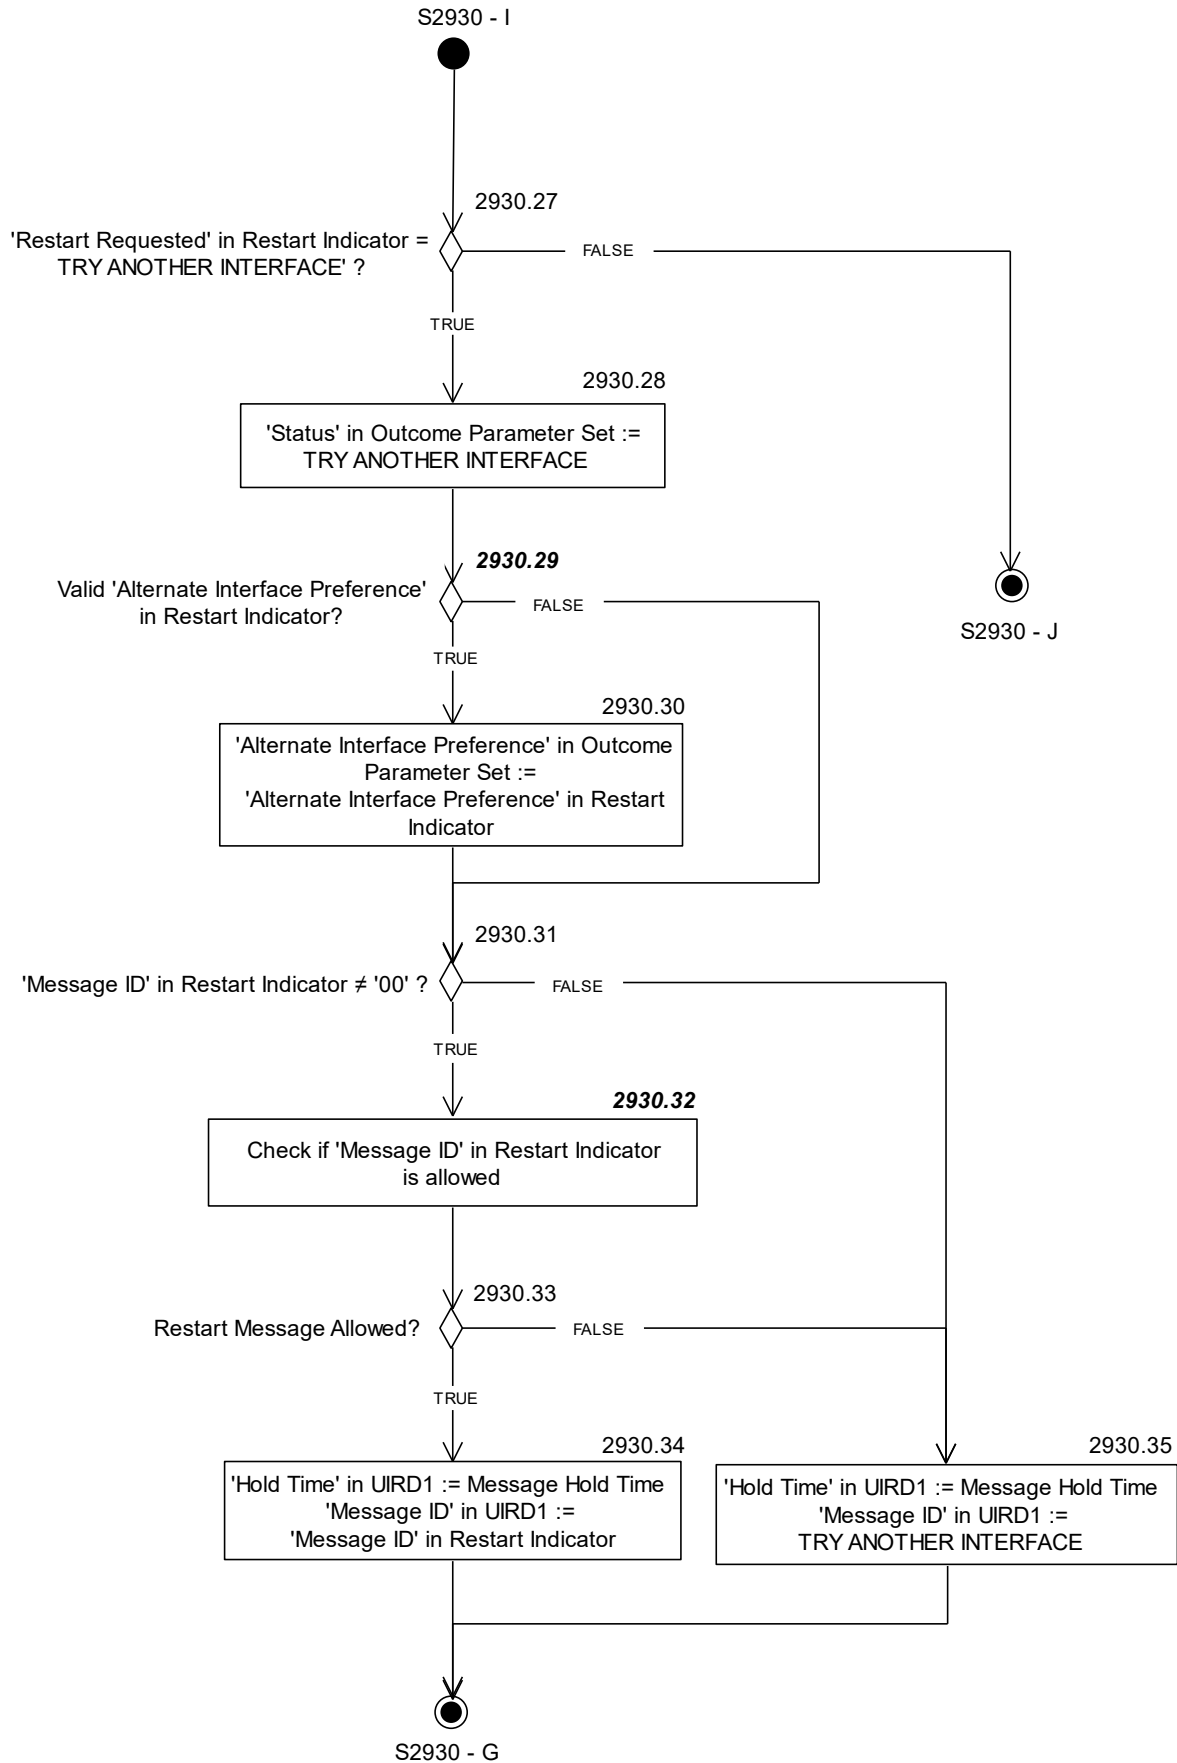 S2930 - I
2930.27
'Restart Requested' in Restart Indicator =
TRY ANOTHER INTERFACE' ?
FALSE
TRUE
2930.28
'Status' in Outcome Parameter Set :=
TRY ANOTHER INTERFACE
2930.29
Valid 'Alternate Interface Preference'
in Restart Indicator?
FALSE
S2930 - J
TRUE
2930.30
'Alternate Interface Preference' in Outcome
Parameter Set :=
'Alternate Interface Preference' in Restart
Indicator
2930.31
'Message ID' in Restart Indicator ≠ '00' ?
FALSE
TRUE
2930.32
Check if 'Message ID' in Restart Indicator
is allowed
2930.33
Restart Message Allowed?
FALSE
TRUE
2930.34
'Hold Time' in UIRD1 := Message Hold Time
'Message ID' in UIRD1 :=
'Message ID' in Restart Indicator
2930.35
'Hold Time' in UIRD1 := Message Hold Time
'Message ID' in UIRD1 :=
TRY ANOTHER INTERFACE
S2930 - G